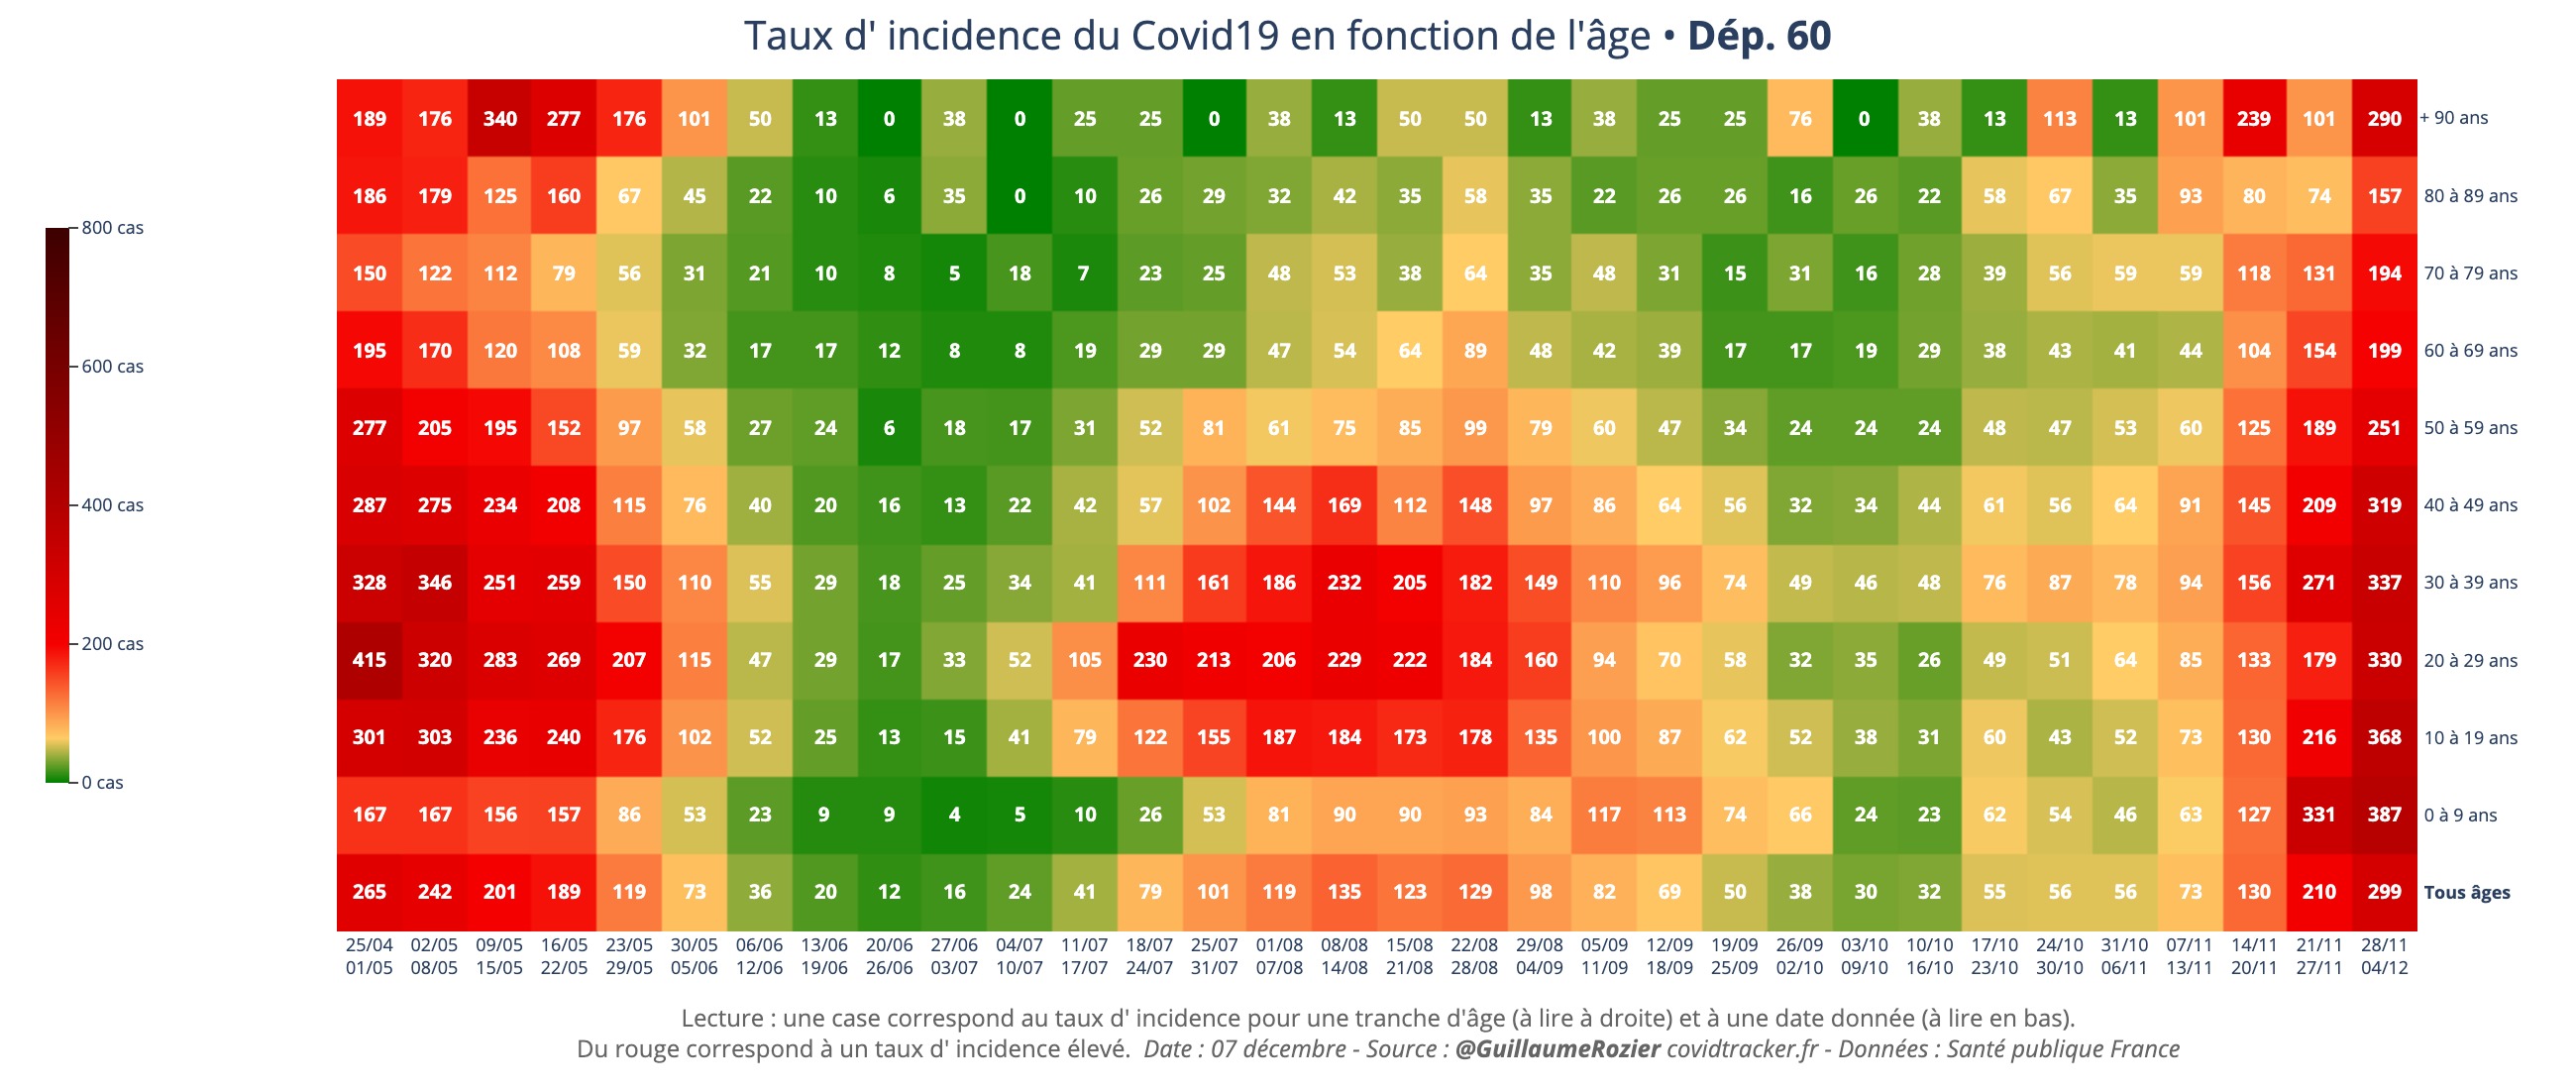 Taux d' incidence du Covid19 en fonction de l'âge • Dép. 60
800 cas
600 cas
400 cas
200 cas
0 cas
189 176 340 277 176 101 50 13 0 38 0 25 25 0 38 13 50 50 13 38 25 25 76 0 38 13 113 13 101 239 101 290 + 90 ans
186 179 125 160 67 45 22 10 6 35 0 10 26 29 32 42 35 58 35 22 26 26 16 26 22 58 67 35 93 80 74 157 80 à 89 ans
150 122 112 79 56 31 21 10 8 5 18 7 23 25 48 53 38 64 35 48 31 15 31 16 28 39 56 59 59 118 131 194 70 à 79 ans
195 170 120 108 59 32 17 17 12 8 8 19 29 29 47 54 64 89 48 42 39 17 17 19 29 38 43 41 44 104 154 199 60 à 69 ans
277 205 195 152 97 58 27 24 6 18 17 31 52 81 61 75 85 99 79 60 47 34 24 24 24 48 47 53 60 125 189 251 50 à 59 ans
287 275 234 208 115 76 40 20 16 13 22 42 57 102 144 169 112 148 97 86 64 56 32 34 44 61 56 64 91 145 209 319 40 à 49 ans
328 346 251 259 150 110 55 29 18 25 34 41 111 161 186 232 205 182 149 110 96 74 49 46 48 76 87 78 94 156 271 337 30 à 39 ans
415 320 283 269 207 115 47 29 17 33 52 105 230 213 206 229 222 184 160 94 70 58 32 35 26 49 51 64 85 133 179 330 20 à 29 ans
301 303 236 240 176 102 52 25 13 15 41 79 122 155 187 184 173 178 135 100 87 62 52 38 31 60 43 52 73 130 216 368 10 à 19 ans
167 167 156 157 86 53 23 9 9 4 5 10 26 53 81 90 90 93 84 117 113 74 66 24 23 62 54 46 63 127 331 387 0 à 9 ans
265 242 201 189 119 73 36 20 12 16 24 41 79 101 119 135 123 129 98 82 69 50 38 30 32 55 56 56 73 130 210 299 Tous âges
25/04 02/05 09/05 16/05 23/05 30/05 06/06 13/06 20/06 27/06 04/07 11/07 18/07 25/07 01/08 08/08 15/08 22/08 29/08 05/09 12/09 19/09 26/09 03/10 10/10 17/10 24/10 31/10 07/11 14/11 21/11 28/11
01/05 08/05 15/05 22/05 29/05 05/06 12/06 19/06 26/06 03/07 10/07 17/07 24/07 31/07 07/08 14/08 21/08 28/08 04/09 11/09 18/09 25/09 02/10 09/10 16/10 23/10 30/10 06/11 13/11 20/11 27/11 04/12
Lecture : une case correspond au taux d' incidence pour une tranche d'âge (à lire à droite) et à une date donnée (à lire en bas).
Du rouge correspond à un taux d' incidence élevé. Date : 07 décembre - Source : @GuillaumeRozier covidtracker.fr - Données : Santé publique France